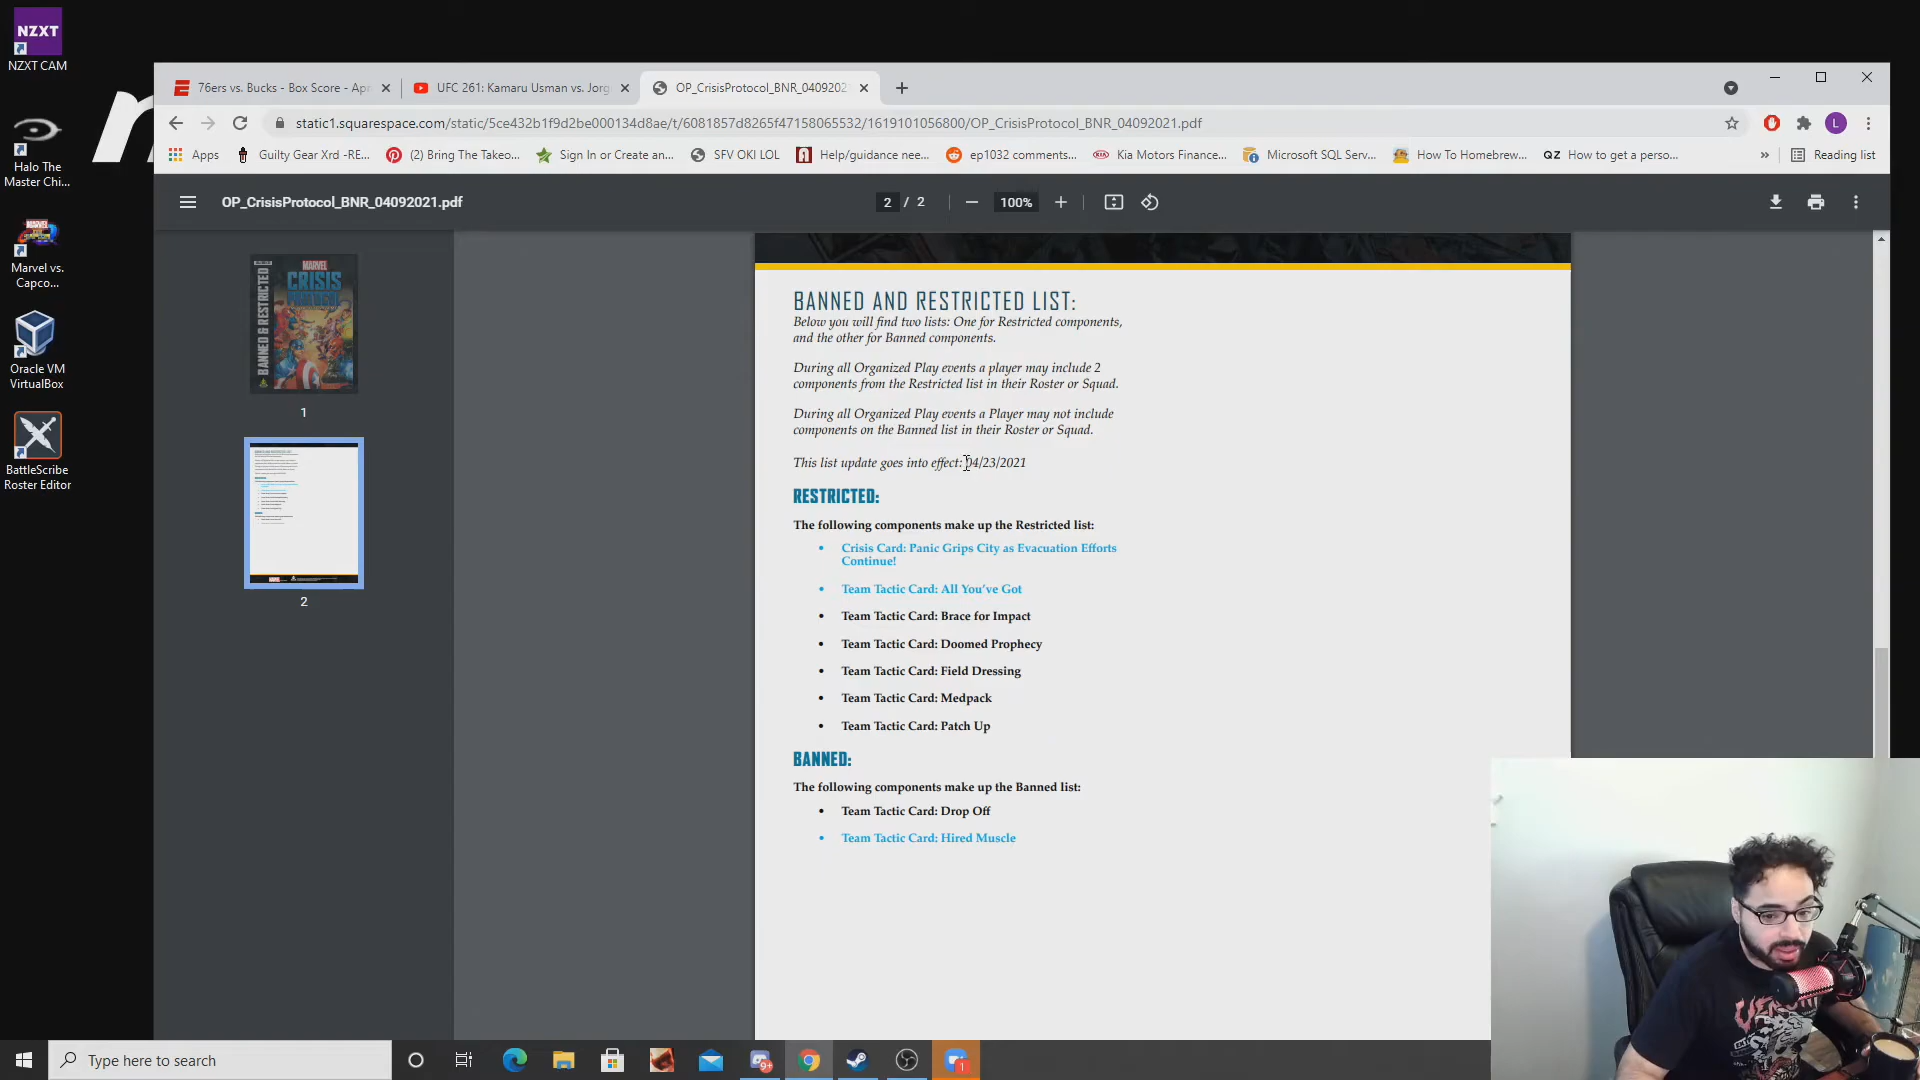 NZXT
NZXT CAM
Halo The
Master Chi...
Marvel vs.
Capco...
Oracle VM
VirtualBox
BattleScribe
Roster Editor
76ers vs. Bucks - Box Score - Apr
UFC 261: Kamaru Usman vs. Jorg
OP_CrisisProtocol_BNR_0409202
static1.squarespace.com/static/5ce432b1f9d2be000134d8ae/t/6081857d8265f47158065532/1619101056800/OP_CrisisProtocol_BNR_04092021.pdf
L
Apps
Guilty Gear Xrd -RE...
(2) Bring The Takeo...
Sign In or Create an...
SFV OKI LOL
Help/guidance nee...
ep1032 comments...
Kia Motors Finance...
Microsoft SQL Serv...
How To Homebrew...
QZ How to get a perso...
»
Reading list
OP_CrisisProtocol_BNR_04092021.pdf
2 / 2
100%
BANNED & RESTRICTED
MARVEL
CRISIS
PROTOCOL
1
2
BANNED AND RESTRICTED LIST:
Below you will find two lists: One for Restricted components,
and the other for Banned components.
During all Organized Play events a player may include 2
components from the Restricted list in their Roster or Squad.
During all Organized Play events a Player may not include
components on the Banned list in their Roster or Squad.
This list update goes into effect: 04/23/2021
RESTRICTED:
The following components make up the Restricted list:
• Crisis Card: Panic Grips City as Evacuation Efforts
Continue!
• Team Tactic Card: All You've Got
• Team Tactic Card: Brace for Impact
• Team Tactic Card: Doomed Prophecy
• Team Tactic Card: Field Dressing
• Team Tactic Card: Medpack
• Team Tactic Card: Patch Up
BANNED:
The following components make up the Banned list:
• Team Tactic Card: Drop Off
• Team Tactic Card: Hired Muscle
Type here to search
9+
1